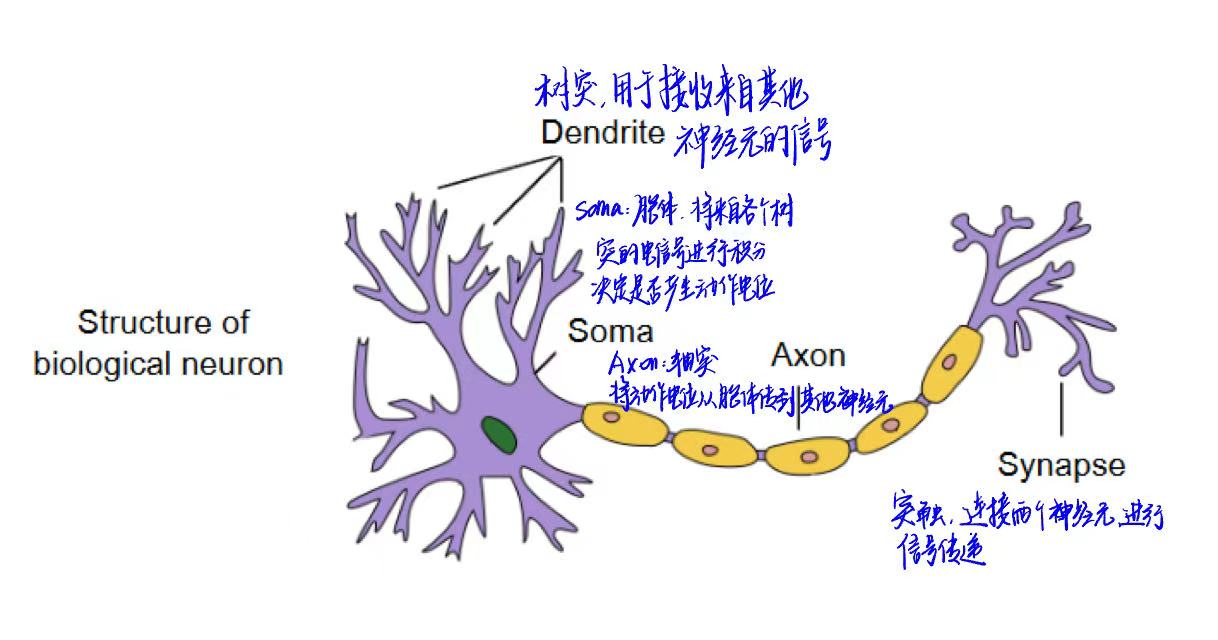 树突,用于接收来自其他
Dendrite
神经元的信号
soma:胞体,将来自各个树
突的电信号进行积分
决定是否产生动作电位
Structure of
biological neuron
Soma
Axon:轴突
Axon
将动作电位从胞体传到其他神经元
Synapse
突触,连接两个神经元,进行
信号传递